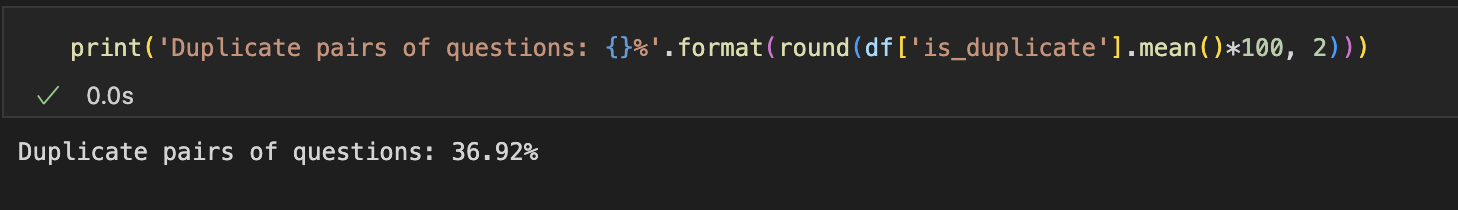 print('Duplicate pairs of questions: {}%'.format(round(df['is_duplicate'].mean()*100, 2)))
0.0s
Duplicate pairs of questions: 36.92%